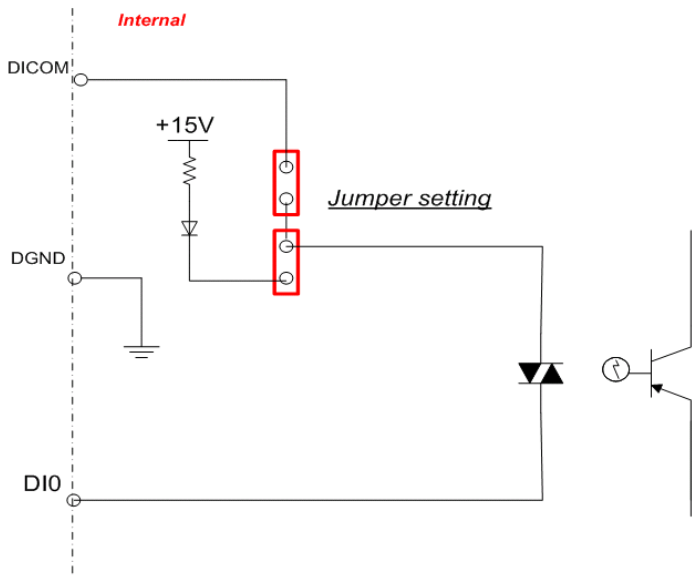 Internal
DICOM
+15V
Jumper setting
DGND
DI0